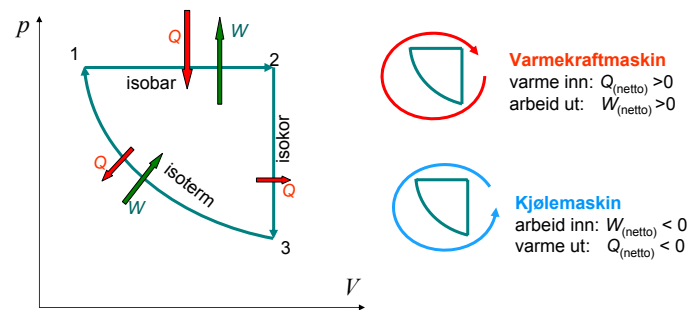 p
Q
W
1
2
isobar
isokor
Q
Q
isoterm
W
3
V
Varmekraftmaskin
varme inn: Q(netto) >0
arbeid ut: W(netto) >0
Kjølemaskin
arbeid inn: W(netto) < 0
varme ut: Q(netto) < 0